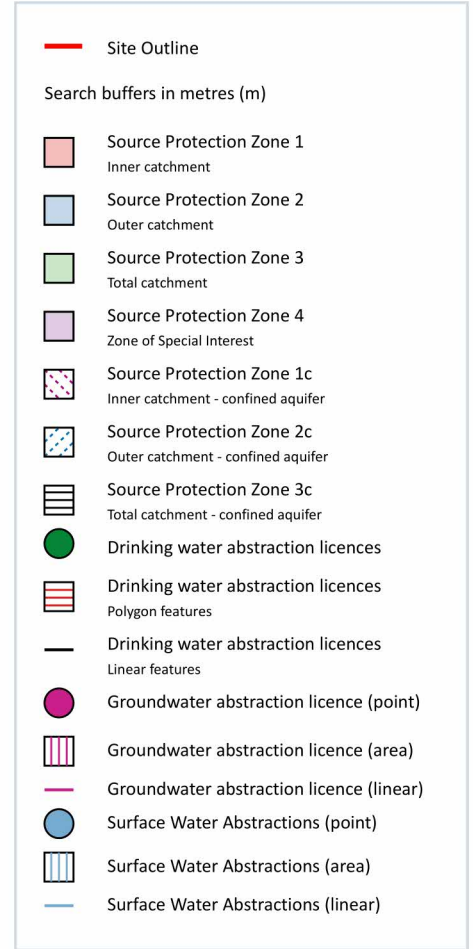 Site Outline
Search buffers in metres (m)
Source Protection Zone 1
Inner catchment
Source Protection Zone 2
Outer catchment
Source Protection Zone 3
Total catchment
Source Protection Zone 4
Zone of Special Interest
Source Protection Zone 1c
Inner catchment - confined aquifer
Source Protection Zone 2c
Outer catchment - confined aquifer
Source Protection Zone 3c
Total catchment - confined aquifer
Drinking water abstraction licences
Drinking water abstraction licences
Polygon features
Drinking water abstraction licences
Linear features
Groundwater abstraction licence (point)
Groundwater abstraction licence (area)
Groundwater abstraction licence (linear)
Surface Water Abstractions (point)
Surface Water Abstractions (area)
Surface Water Abstractions (linear)